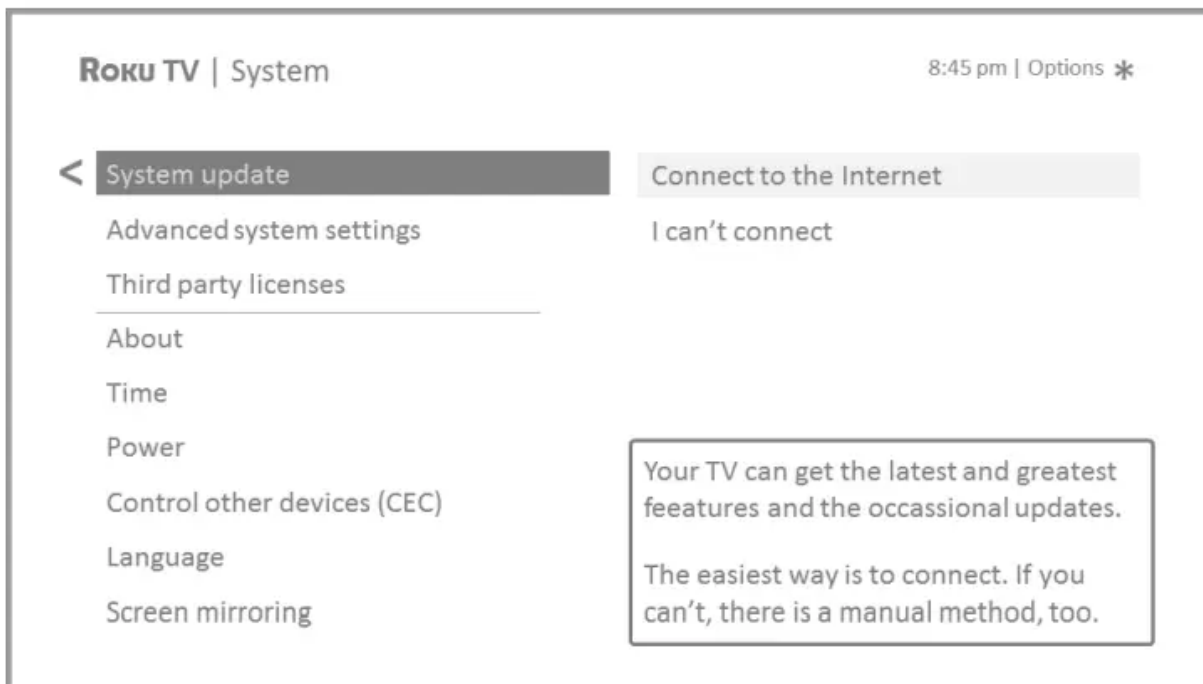 ROKU TV | System
8:45 pm | Options ✱
< System update
Advanced system settings
Third party licenses
About
Time
Power
Control other devices (CEC)
Language
Screen mirroring
Connect to the Internet
I can't connect
Your TV can get the latest and greatest
feeatures and the occassional updates.
The easiest way is to connect. If you
can't, there is a manual method, too.